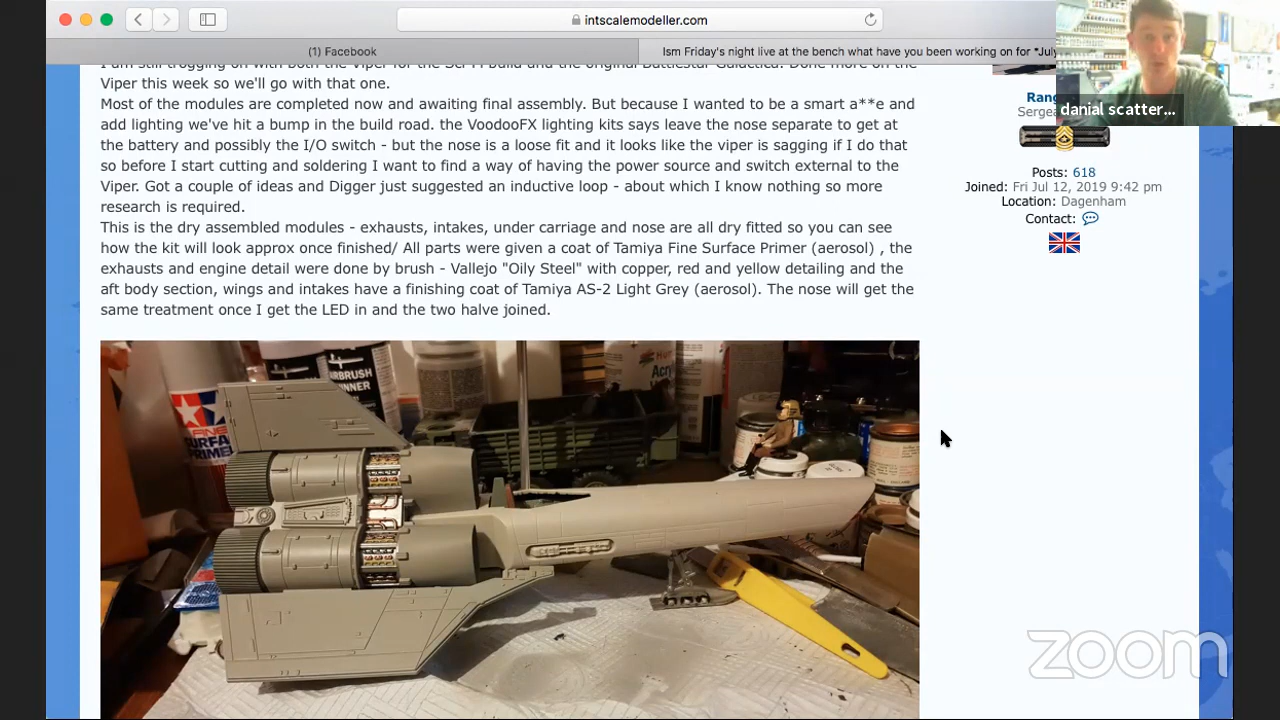 intscalemodeller.com
(1) Facebook
Ism Friday's night live at the bench what have you been working on for *July
Viper this week so we'll go with that one.
Most of the modules are completed now and awaiting final assembly. But because I wanted to be a smart a**e and
add lighting we've hit a bump in the road. the VoodooFX lighting kits says leave the nose separate to get at
the battery and possibly the I/O switch - but the nose is a loose fit and it looks like the viper is sagging if I do that
so before I start cutting and soldering I want to find a way of having the power source and switch external to the
Viper. Got a couple of ideas and Digger just suggested an inductive loop - about which I know nothing so more
research is required.
This is the dry assembled modules - exhausts, intakes, under carriage and nose are all dry fitted so you can see
how the kit will look approx once finished/ All parts were given a coat of Tamiya Fine Surface Primer (aerosol) , the
exhausts and engine detail were done by brush - Vallejo "Oily Steel" with copper, red and yellow detailing and the
aft body section, wings and intakes have a finishing coat of Tamiya AS-2 Light Grey (aerosol). The nose will get the
same treatment once I get the LED in and the two halve joined.
Rang
Sergea
danial scatter...
Posts: 618
Joined: Fri Jul 12, 2019 9:42 pm
Location: Dagenham
Contact:
AIRBRUSH
zoom